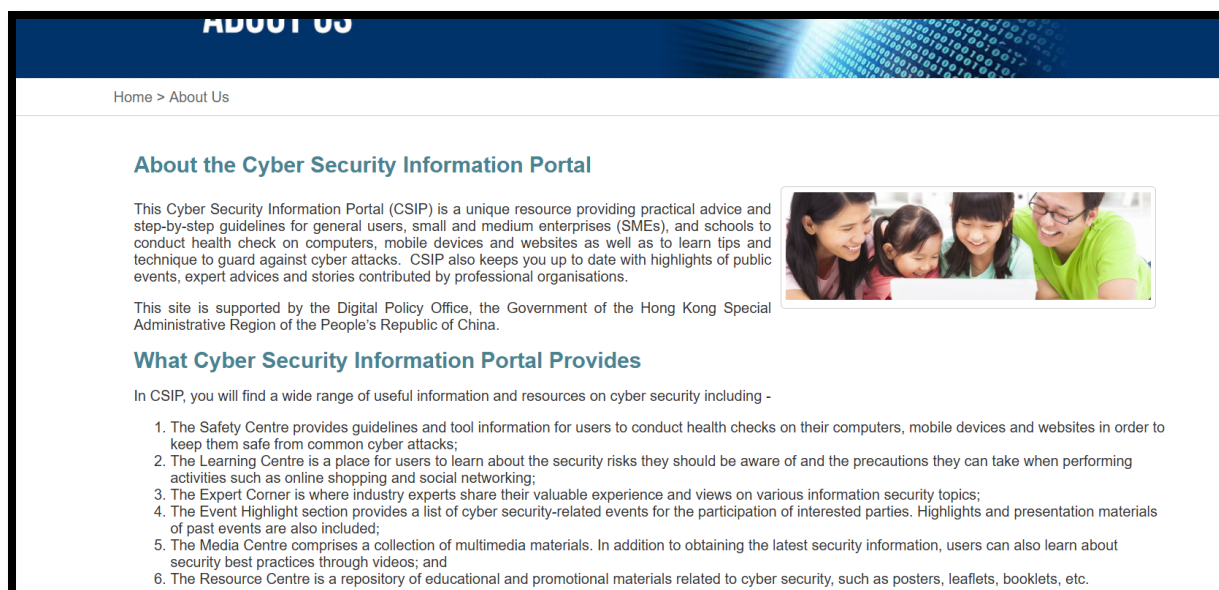 ABOUT US
Home > About Us
About the Cyber Security Information Portal
This Cyber Security Information Portal (CSIP) is a unique resource providing practical advice and
step-by-step guidelines for general users, small and medium enterprises (SMEs), and schools to
conduct health check on computers, mobile devices and websites as well as to learn tips and
technique to guard against cyber attacks.  CSIP also keeps you up to date with highlights of public
events, expert advices and stories contributed by professional organisations.
This site is supported by the Digital Policy Office, the Government of the Hong Kong Special
Administrative Region of the People's Republic of China.
What Cyber Security Information Portal Provides
In CSIP, you will find a wide range of useful information and resources on cyber security including -
1. The Safety Centre provides guidelines and tool information for users to conduct health checks on their computers, mobile devices and websites in order to
keep them safe from common cyber attacks;
2. The Learning Centre is a place for users to learn about the security risks they should be aware of and the precautions they can take when performing
activities such as online shopping and social networking;
3. The Expert Corner is where industry experts share their valuable experience and views on various information security topics;
4. The Event Highlight section provides a list of cyber security-related events for the participation of interested parties. Highlights and presentation materials
of past events are also included;
5. The Media Centre comprises a collection of multimedia materials. In addition to obtaining the latest security information, users can also learn about
security best practices through videos; and
6. The Resource Centre is a repository of educational and promotional materials related to cyber security, such as posters, leaflets, booklets, etc.